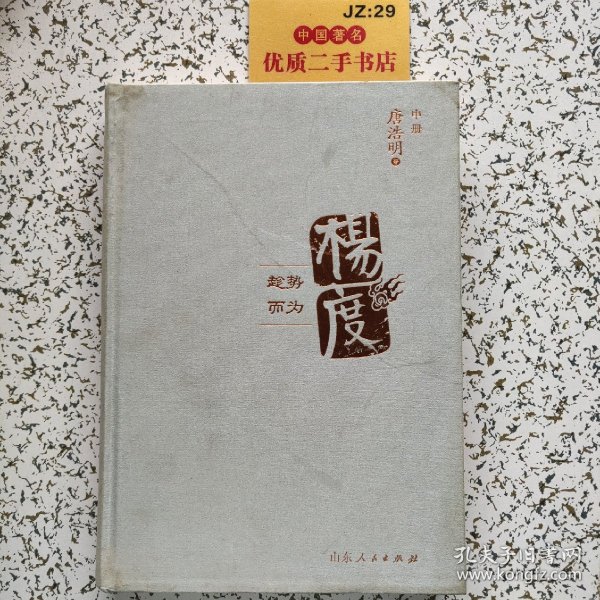 JZ:29
中国著名
优质二手书店
中册
唐浩明
著
楊度
趁势
而为
山东人民出版社
孔夫子旧书网
www.kongfz.com